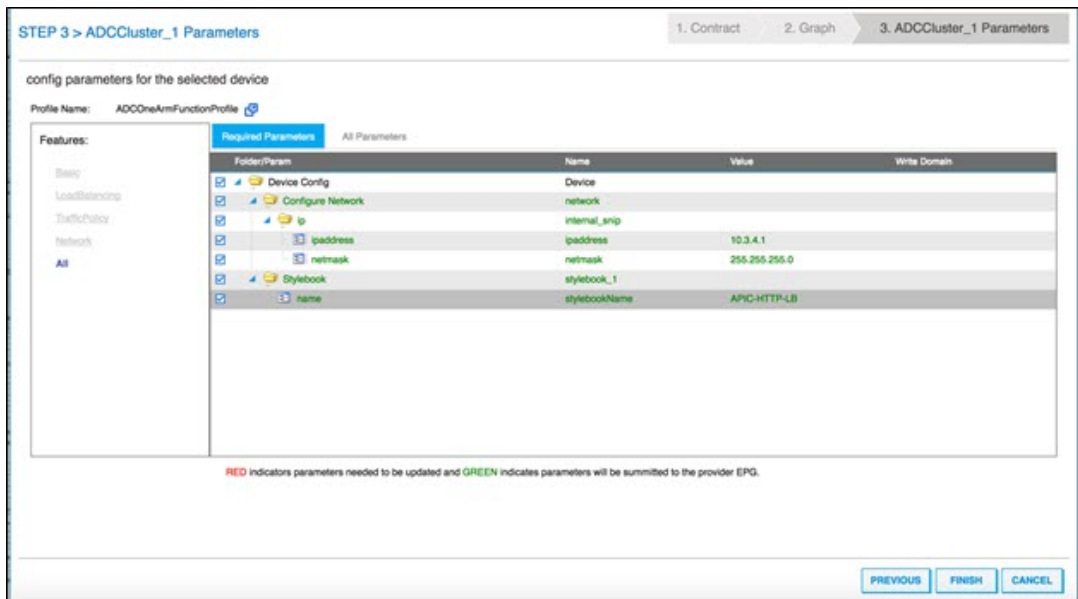 STEP 3 > ADCCluster_1 Parameters
1. Contract 2. Graph 3. ADCCluster_1 Parameters
config parameters for the selected device
Profile Name: ADCOneArmFunctionProfile
Features:
Basic
LoadBalancing
TrafficPolicy
Network
All
Required Parameters All Parameters
Folder/Param Name Value Write Domain
Device Config Device
Configure Network network
ip internal_snip
ipaddress ipaddress 10.3.4.1
netmask netmask 255.255.255.0
Stylebook stylebook_1
name stylebookName APIC-HTTP-LB
RED indicators parameters needed to be updated and GREEN indicates parameters will be summitted to the provider EPG.
PREVIOUS FINISH CANCEL